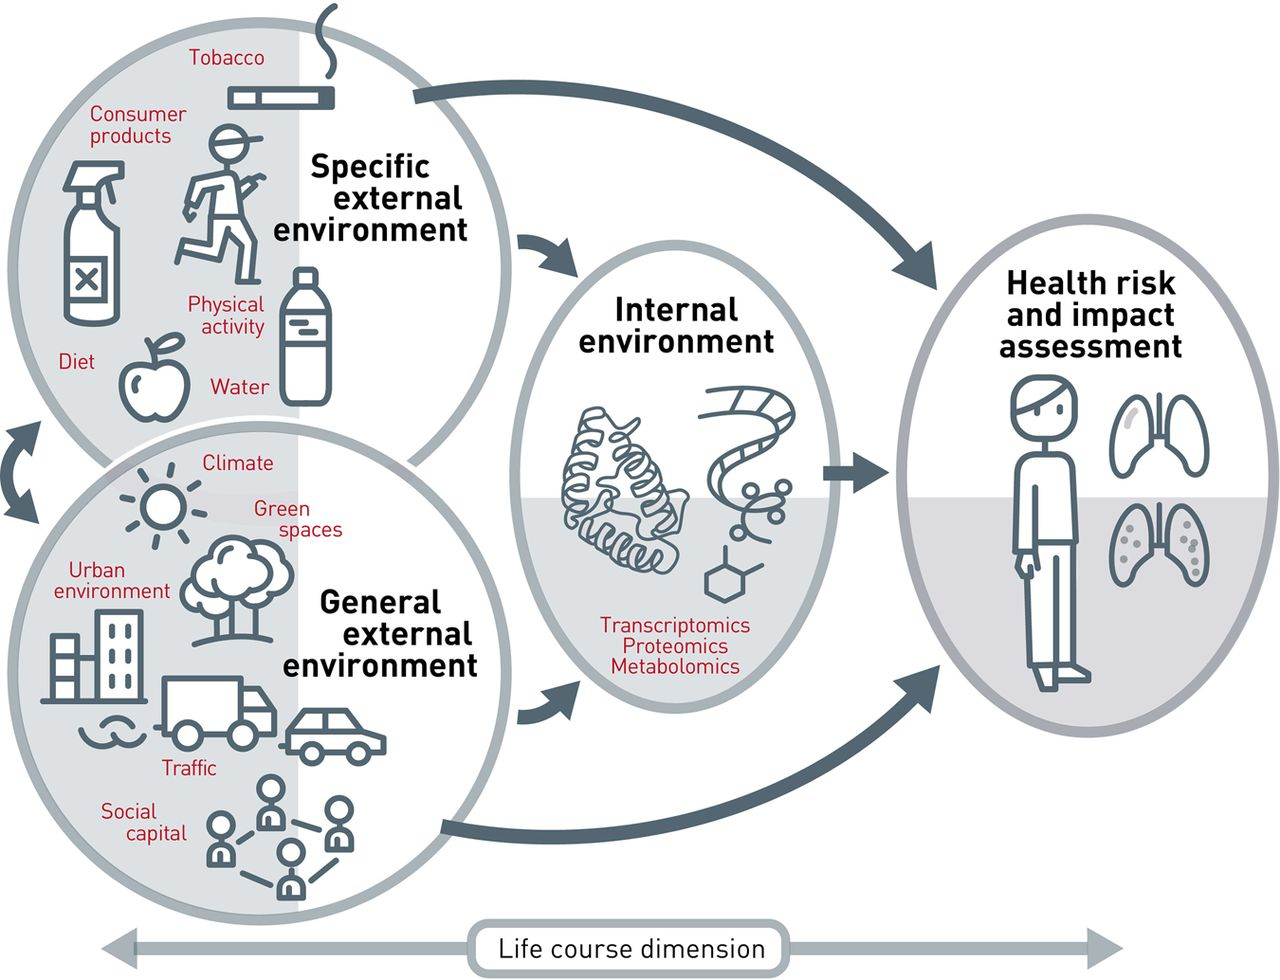 Tobacco
Consumer
products
Specific
external
environment
Physical
activity
Diet
Water
Climate
Green
spaces
Urban
environment
General
external
environment
Traffic
Social
capital
Internal
environment
Transcriptomics
Proteomics
Metabolomics
Health risk
and impact
assessment
Life course dimension